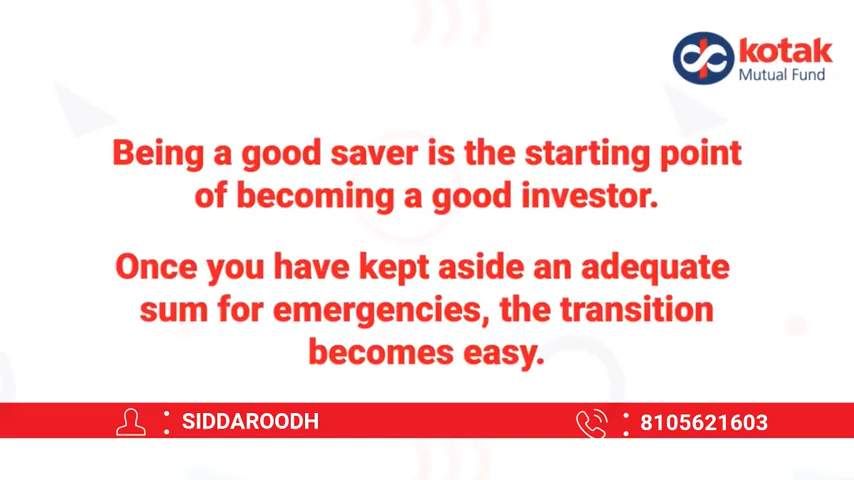 kotak
Mutual Fund
Being a good saver is the starting point
of becoming a good investor.
Once you have kept aside an adequate
sum for emergencies, the transition
becomes easy.
: SIDDAROODH
: 8105621603